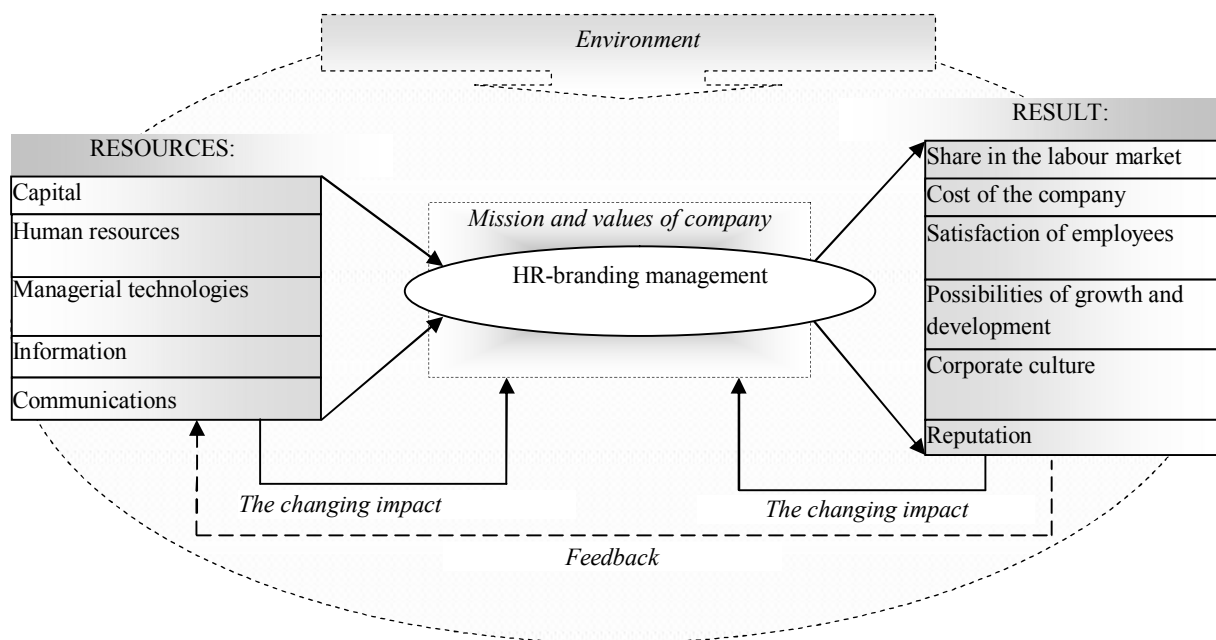 Environment
RESOURCES:
Capital
Human resources
Managerial technologies
Information
Communications
Mission and values of company
HR-branding management
RESULT:
Share in the labour market
Cost of the company
Satisfaction of employees
Possibilities of growth and
development
Corporate culture
Reputation
The changing impact
The changing impact
Feedback